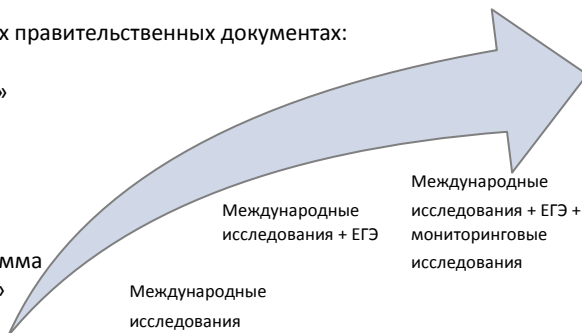 х правительственных документах:
»
Международные
исследования + ЕГЭ +
мониторинговые
исследования
Международные
исследования + ЕГЭ
мма
»
Международные
исследования